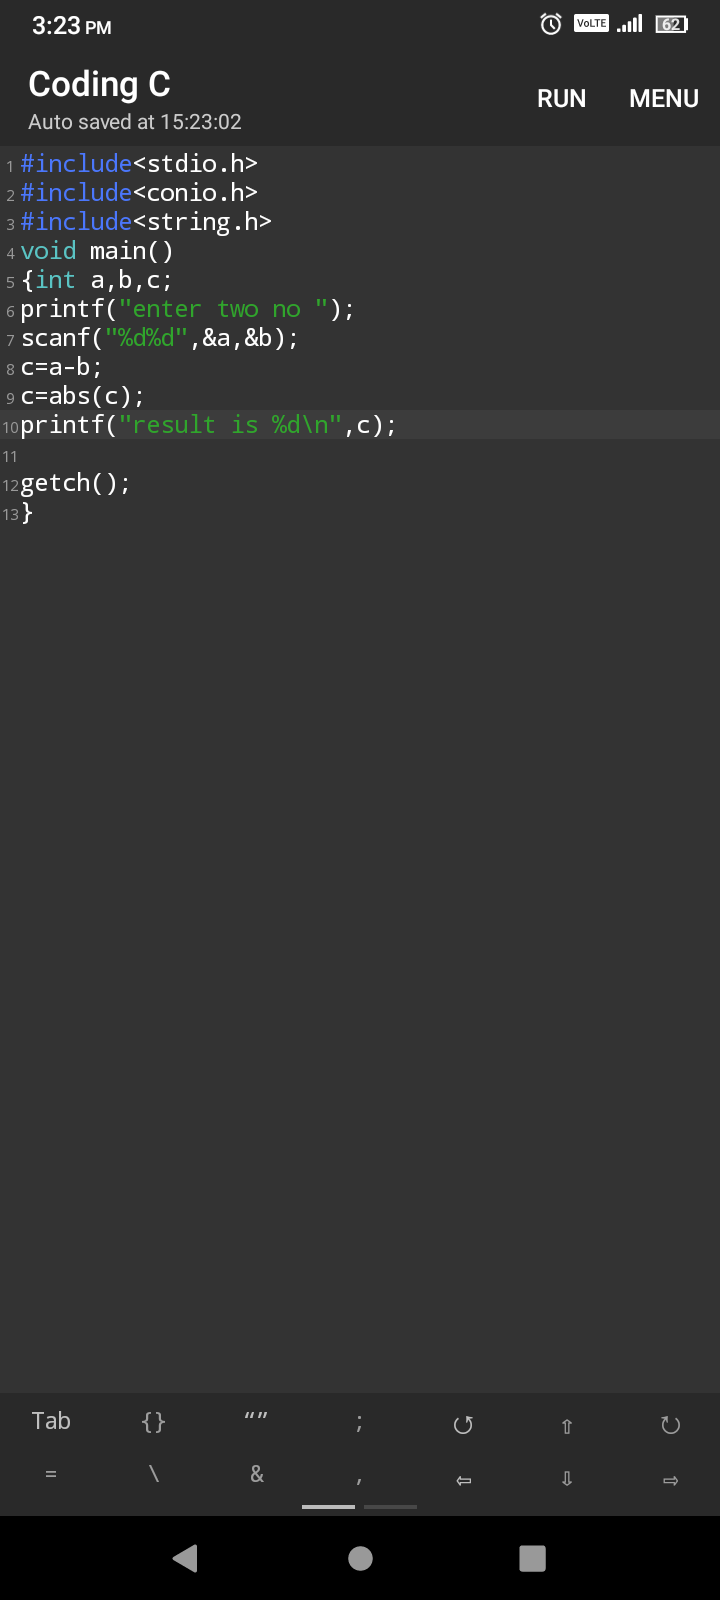 3:23 PM VoLTE 62
Coding C
Auto saved at 15:23:02
RUN MENU
1 #include<stdio.h>
2 #include<conio.h>
3 #include<string.h>
4 void main()
5 {int a,b,c;
6 printf("enter two no ");
7 scanf("%d%d",&a,&b);
8 c=a-b;
9 c=abs(c);
10 printf("result is %d\n",c);
11
12 getch();
13 }
Tab {} “” ; ⇧
= \ & , ⇦ ⇩ ⇨